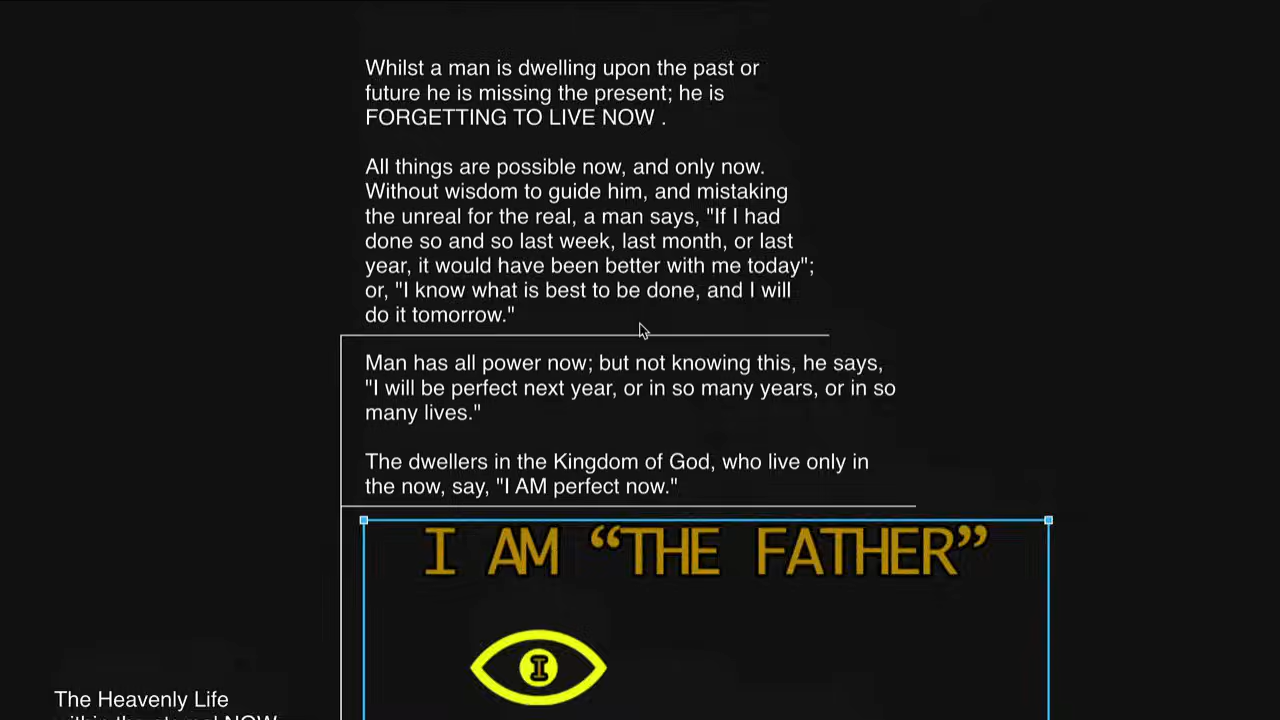 Whilst a man is dwelling upon the past or
future he is missing the present; he is
FORGETTING TO LIVE NOW .
All things are possible now, and only now.
Without wisdom to guide him, and mistaking
the unreal for the real, a man says, "If I had
done so and so last week, last month, or last
year, it would have been better with me today";
or, "I know what is best to be done, and I will
do it tomorrow."
Man has all power now; but not knowing this, he says,
"I will be perfect next year, or in so many years, or in so
many lives."
The dwellers in the Kingdom of God, who live only in
the now, say, "I AM perfect now."
I AM “THE FATHER”
I
The Heavenly Life
within the eternal NOW